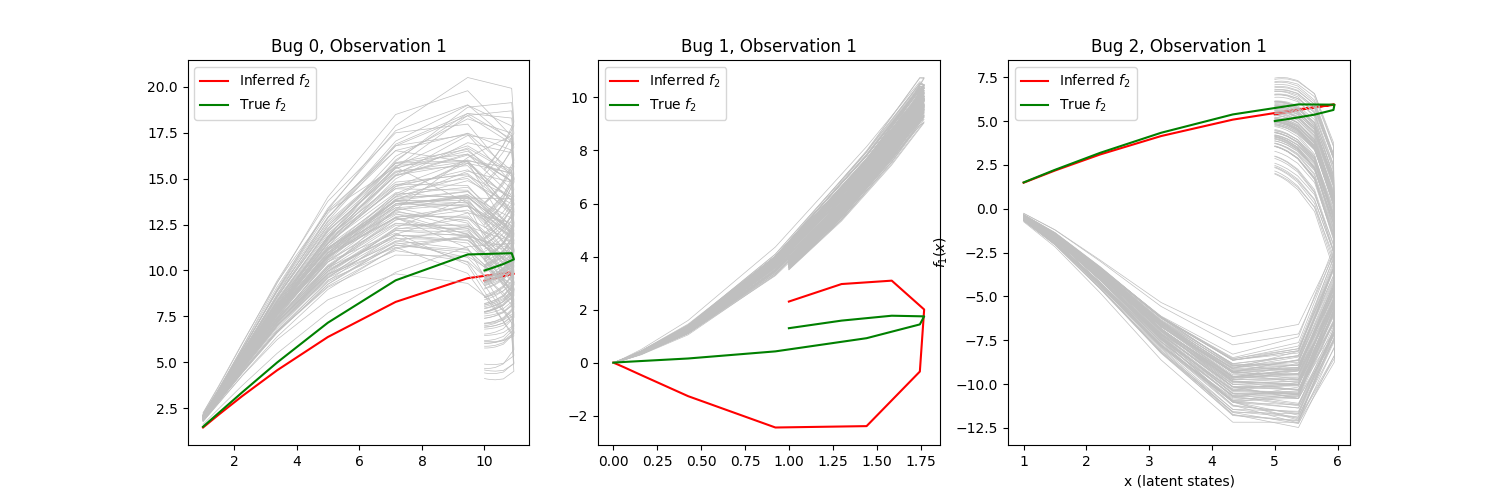 Bug 0, Observation 1
Inferred f₂
True f₂
20.0
17.5
15.0
12.5
10.0
7.5
5.0
2.5
2 4 6 8 10
Bug 1, Observation 1
Inferred f₂
True f₂
10
8
6
4
2
0
−2
0.00 0.25 0.50 0.75 1.00 1.25 1.50 1.75
Bug 2, Observation 1
Inferred f₂
True f₂
f₁(x)
7.5
5.0
2.5
0.0
−2.5
−5.0
−7.5
−10.0
−12.5
1 2 3 4 5 6
x (latent states)